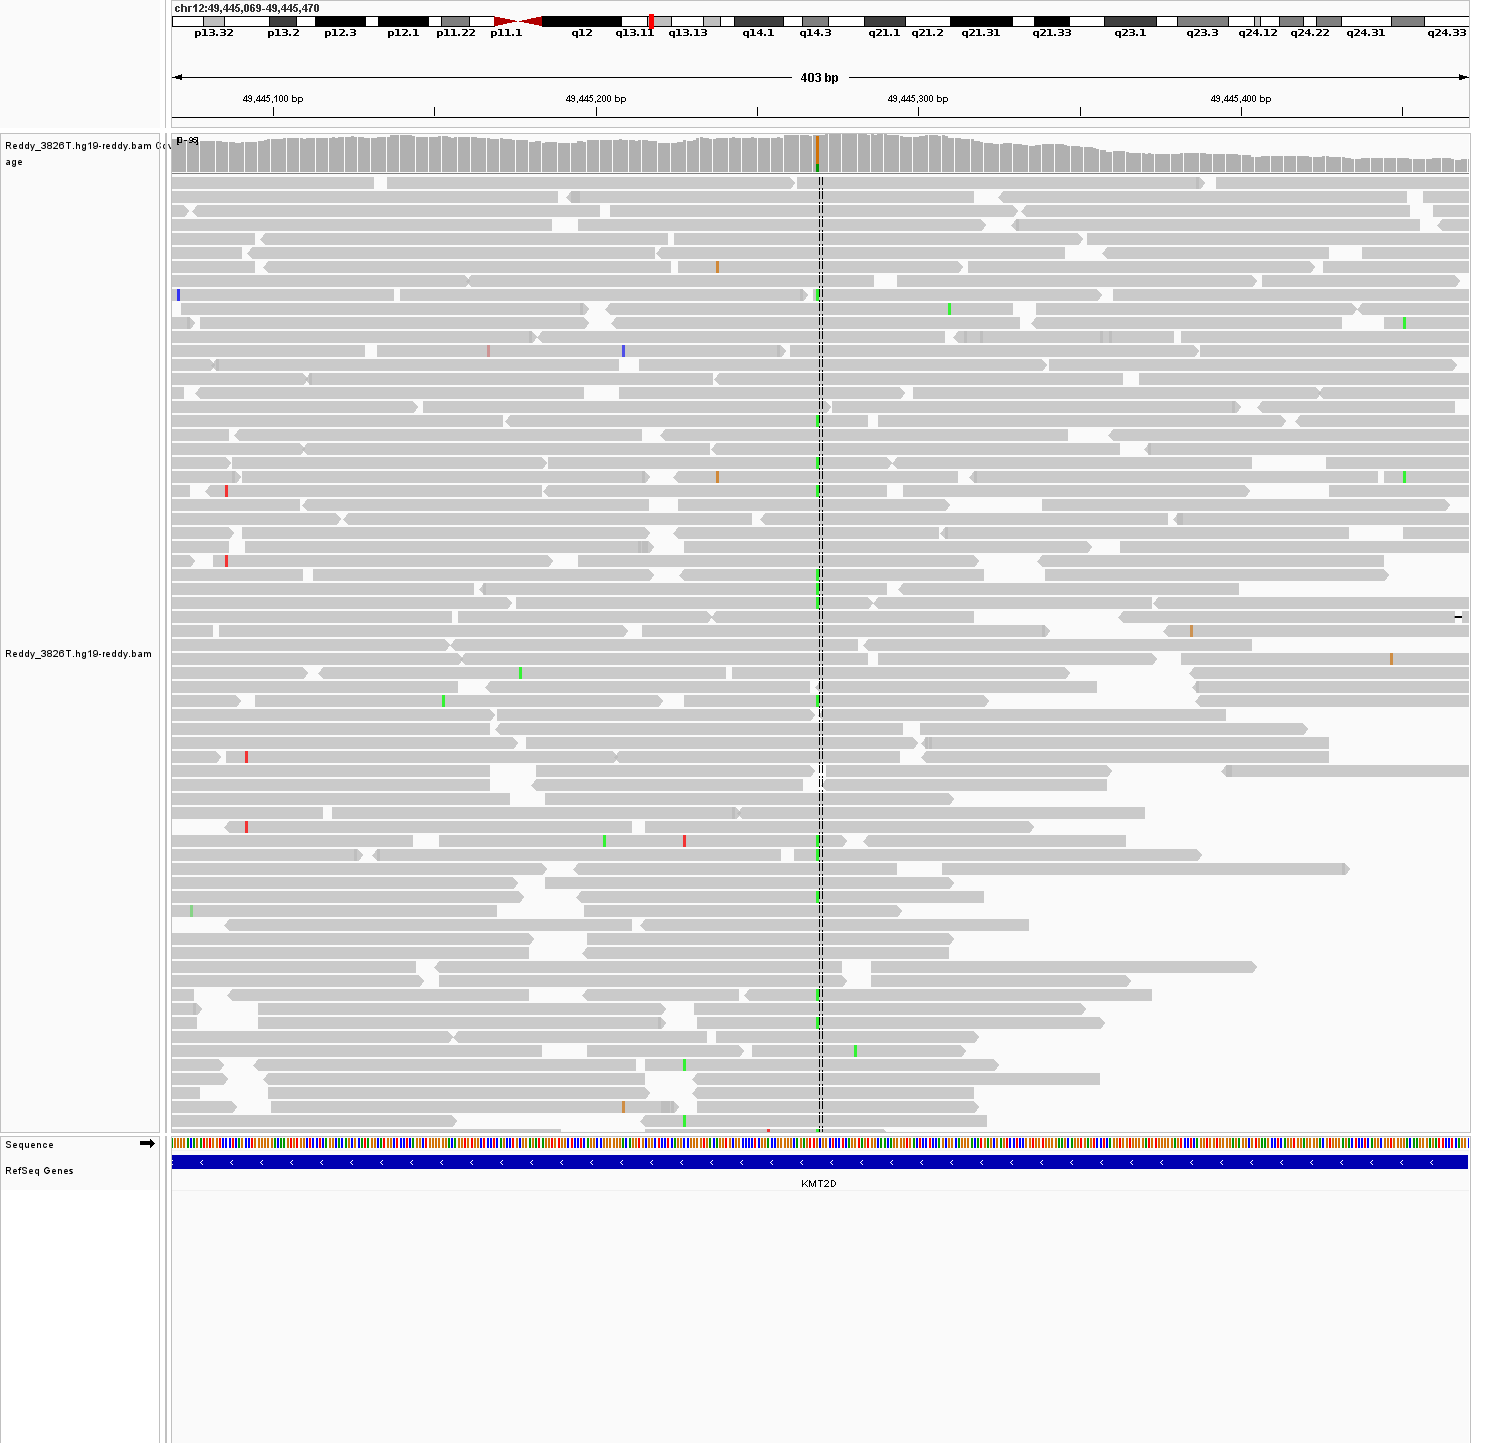 chr12:49,445,069-49,445,470
p13.32 p13.2 p12.3 p12.1 p11.22 p11.1 q12 q13.11 q13.13 q14.1 q14.3 q21.1 q21.2 q21.31 q21.33 q23.1 q23.3 q24.12 q24.22 q24.31 q24.33
403 bp
49,445,100 bp 49,445,200 bp 49,445,300 bp 49,445,400 bp
Reddy_3826T.hg19-reddy.bam Cov
age
Reddy_3826T.hg19-reddy.bam
Sequence
RefSeq Genes
KMT2D